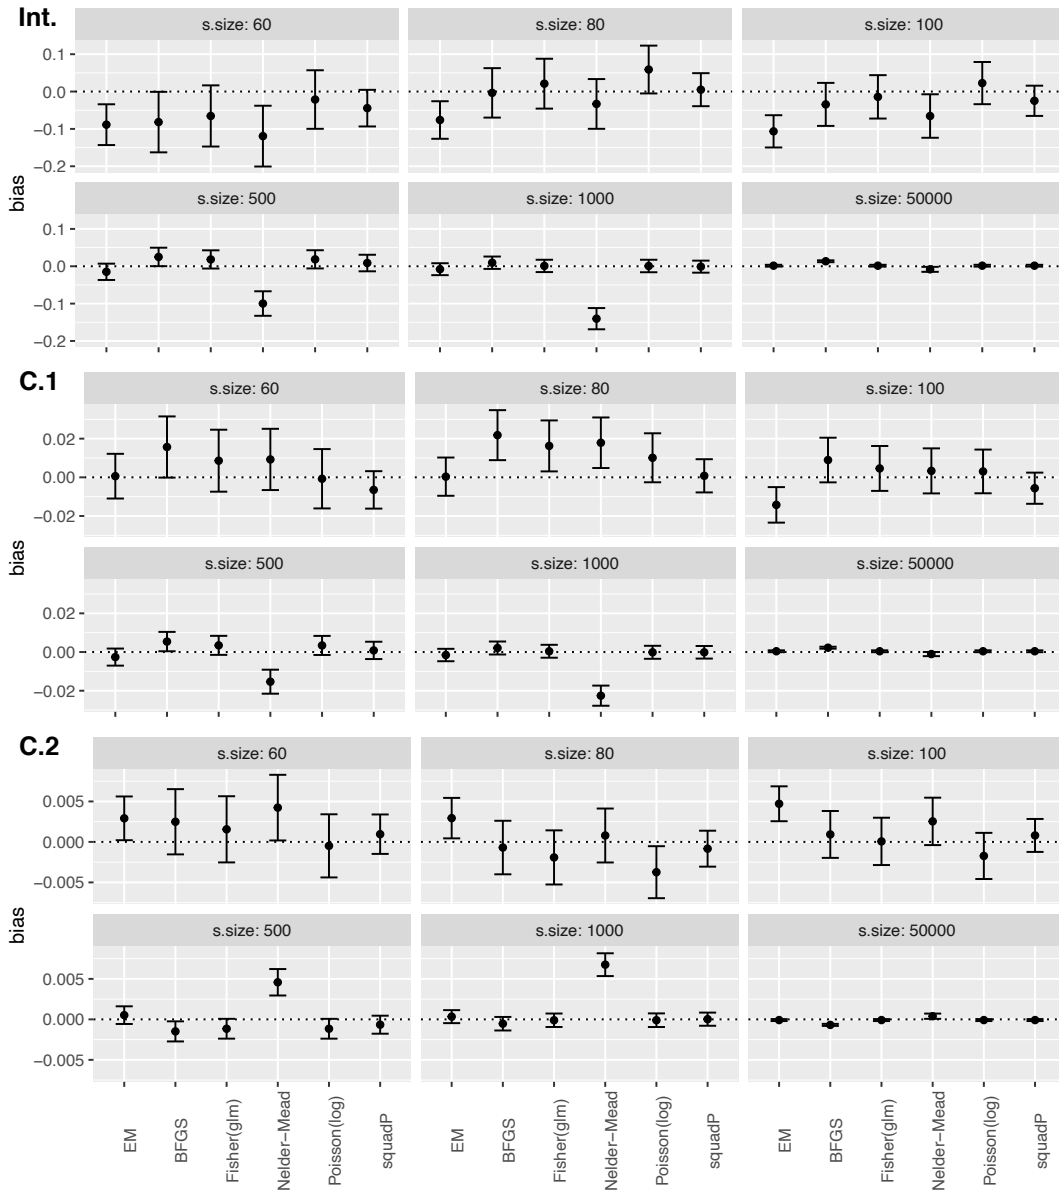 Int.
s.size: 60 s.size: 80 s.size: 100
0.1
0.0
−0.1
−0.2
bias
s.size: 500 s.size: 1000 s.size: 50000
0.1
0.0
−0.1
−0.2
C.1
s.size: 60 s.size: 80 s.size: 100
0.02
0.00
−0.02
bias
s.size: 500 s.size: 1000 s.size: 50000
0.02
0.00
−0.02
C.2
s.size: 60 s.size: 80 s.size: 100
0.005
0.000
−0.005
bias
s.size: 500 s.size: 1000 s.size: 50000
0.005
0.000
−0.005
EM
BFGS
Fisher(glm)
Nelder−Mead
Poisson(log)
squadP
EM
BFGS
Fisher(glm)
Nelder−Mead
Poisson(log)
squadP
EM
BFGS
Fisher(glm)
Nelder−Mead
Poisson(log)
squadP